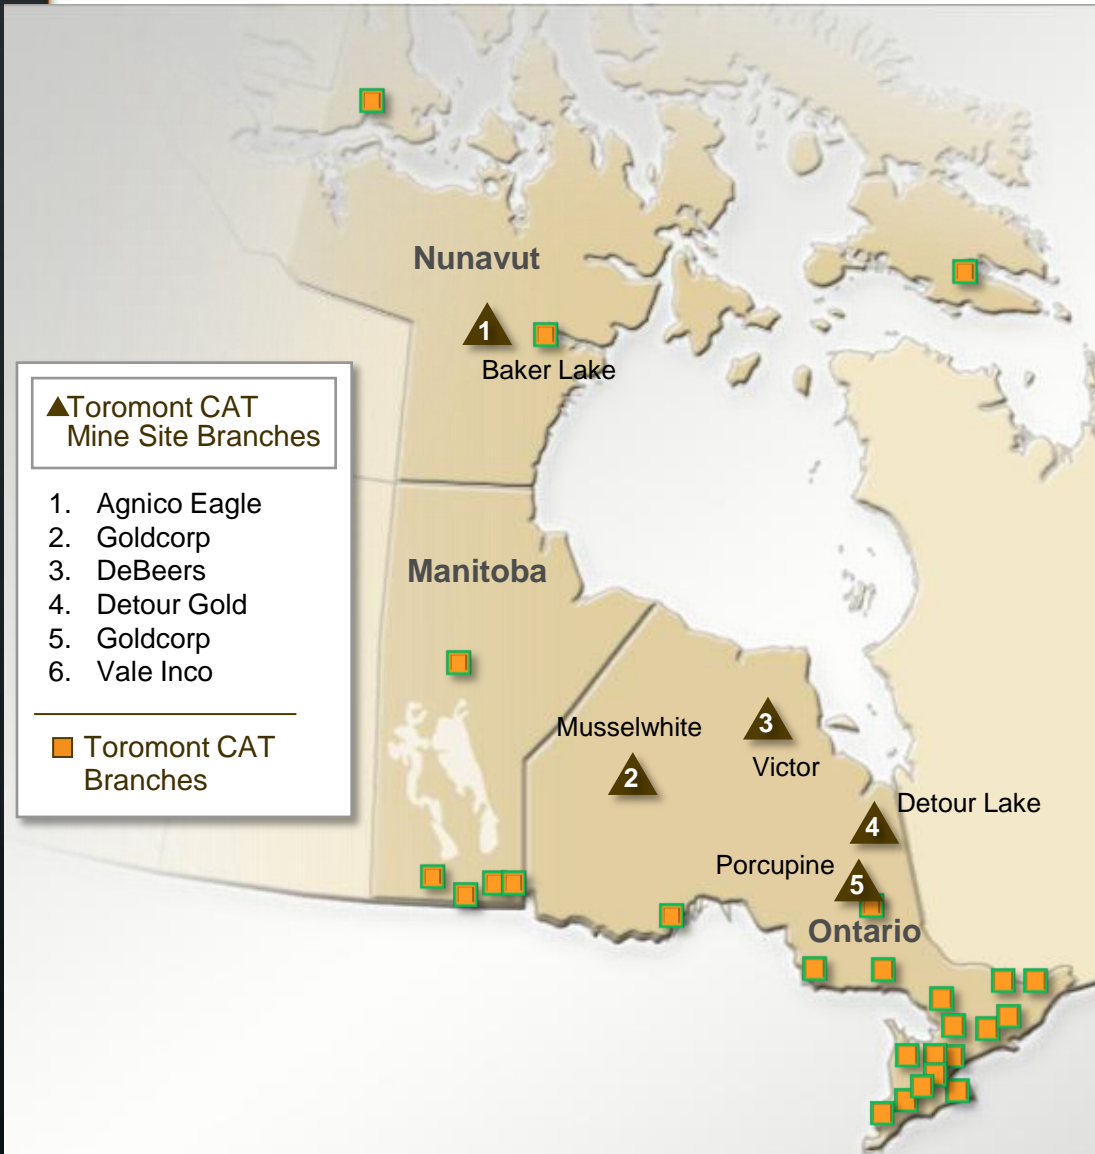 Nunavut
1
Baker Lake
▲Toromont CAT
Mine Site Branches
1. Agnico Eagle
2. Goldcorp
3. DeBeers
4. Detour Gold
5. Goldcorp
6. Vale Inco
Toromont CAT
Branches
Manitoba
Musselwhite
2
3
Victor
Detour Lake
4
Porcupine
5
Ontario